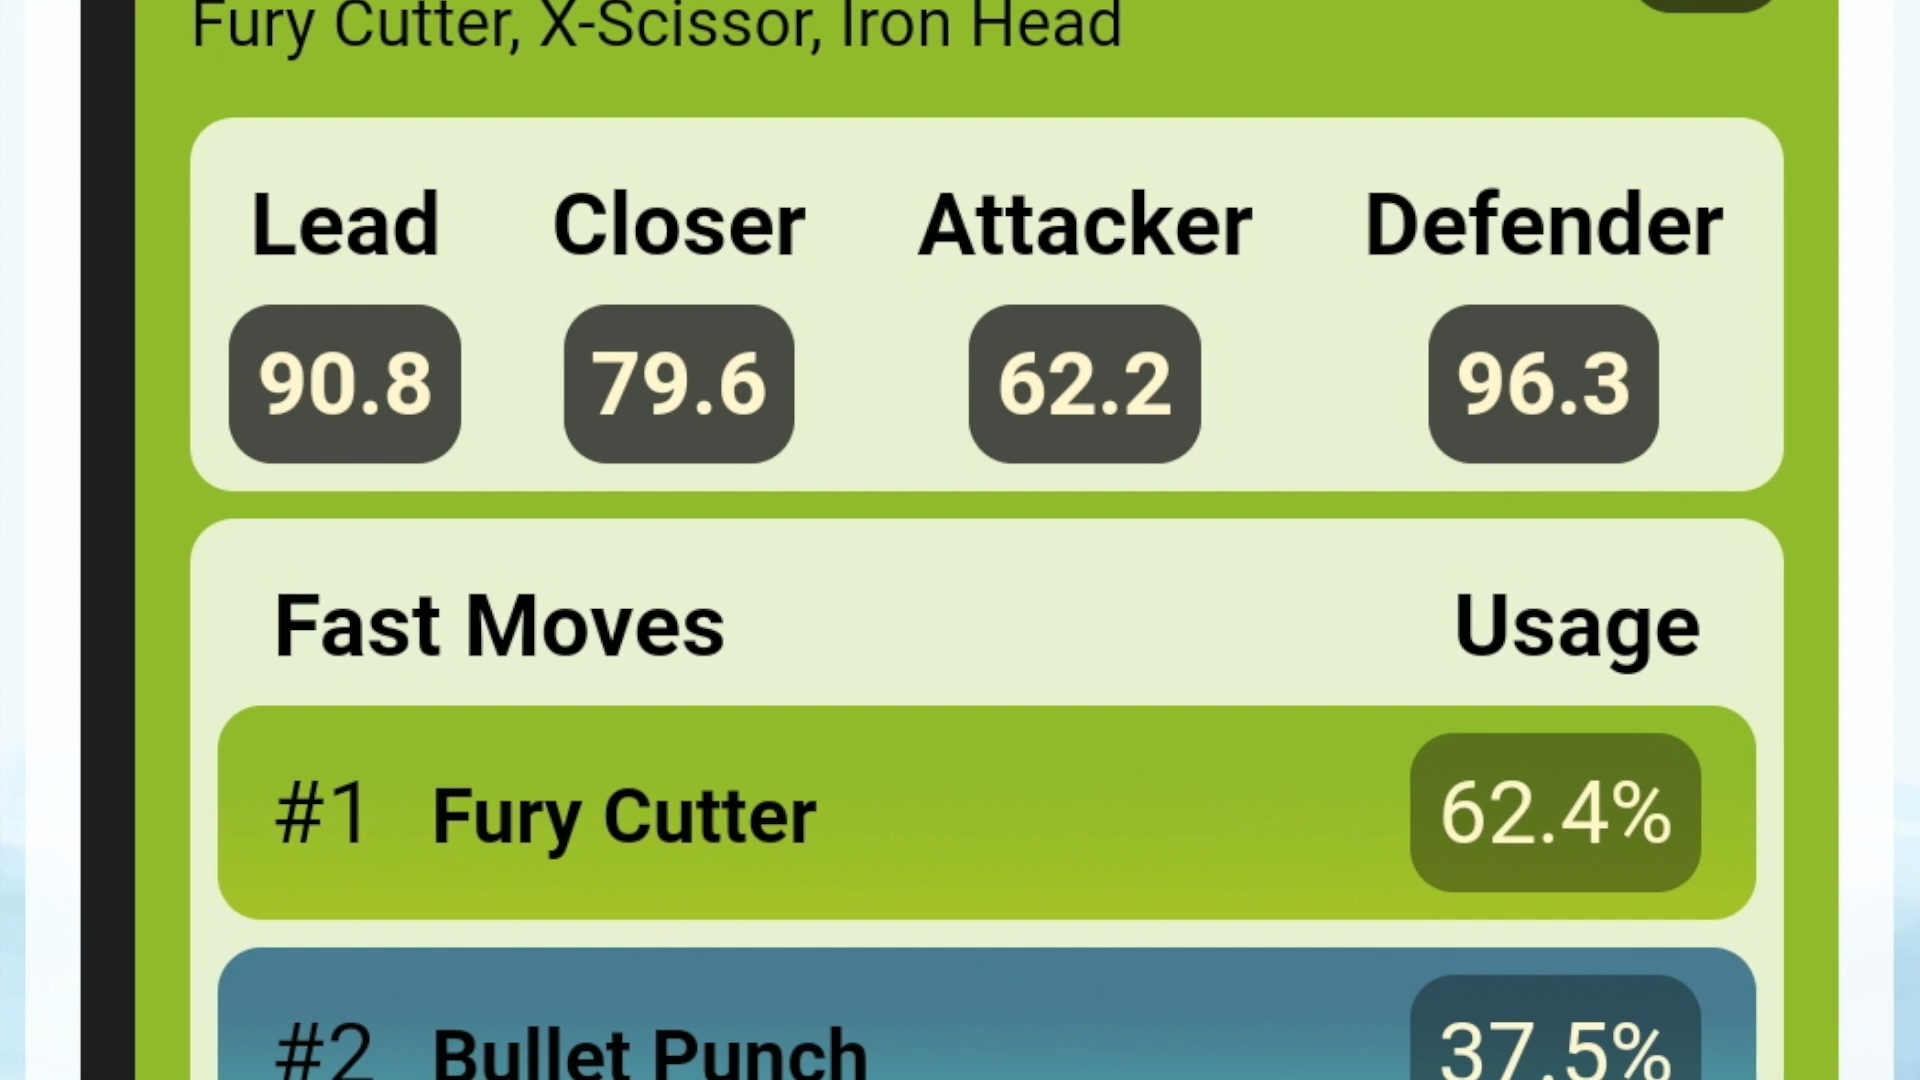 Fury Cutter, X-Scissor, Iron Head
Lead Closer Attacker Defender
90.8 79.6 62.2 96.3
Fast Moves Usage
#1 Fury Cutter 62.4%
#2 Bullet Punch 37.5%